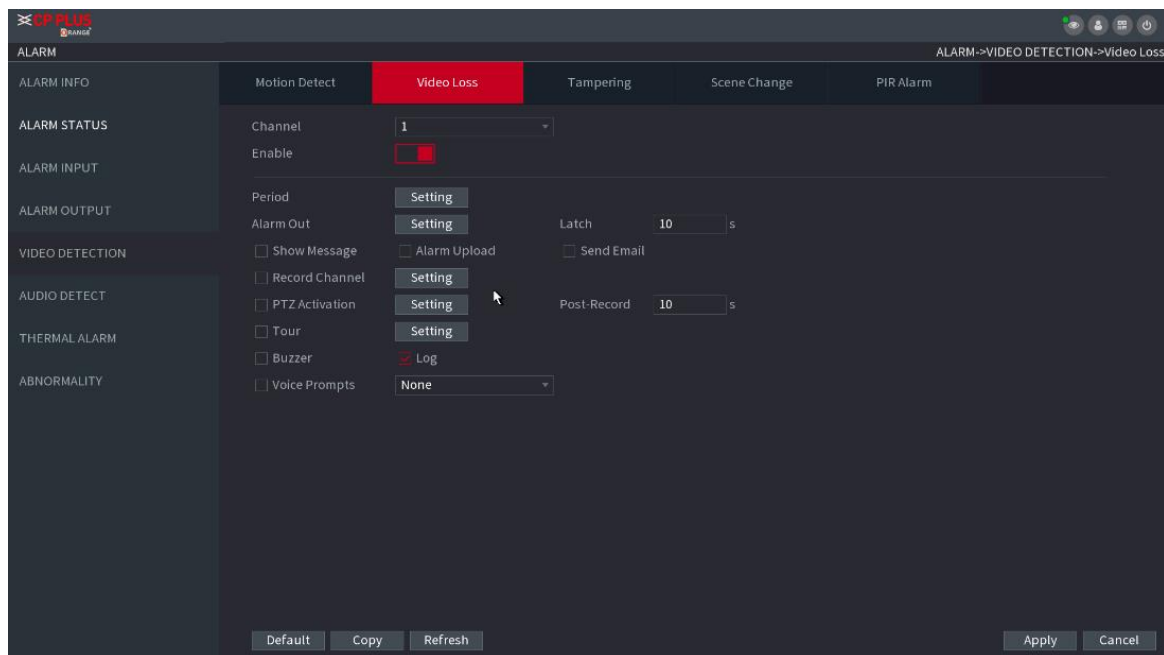 CP PLUS
ORANGE
ALARM
ALARM->VIDEO DETECTION->Video Loss
ALARM INFO
ALARM STATUS
ALARM INPUT
ALARM OUTPUT
VIDEO DETECTION
AUDIO DETECT
THERMAL ALARM
ABNORMALITY
Motion Detect
Video Loss
Tampering
Scene Change
PIR Alarm
Channel 1
Enable
Period Setting
Alarm Out Setting Latch 10 s
Show Message Alarm Upload Send Email
Record Channel Setting
PTZ Activation Setting Post-Record 10 s
Tour Setting
Buzzer Log
Voice Prompts None
Default Copy Refresh Apply Cancel